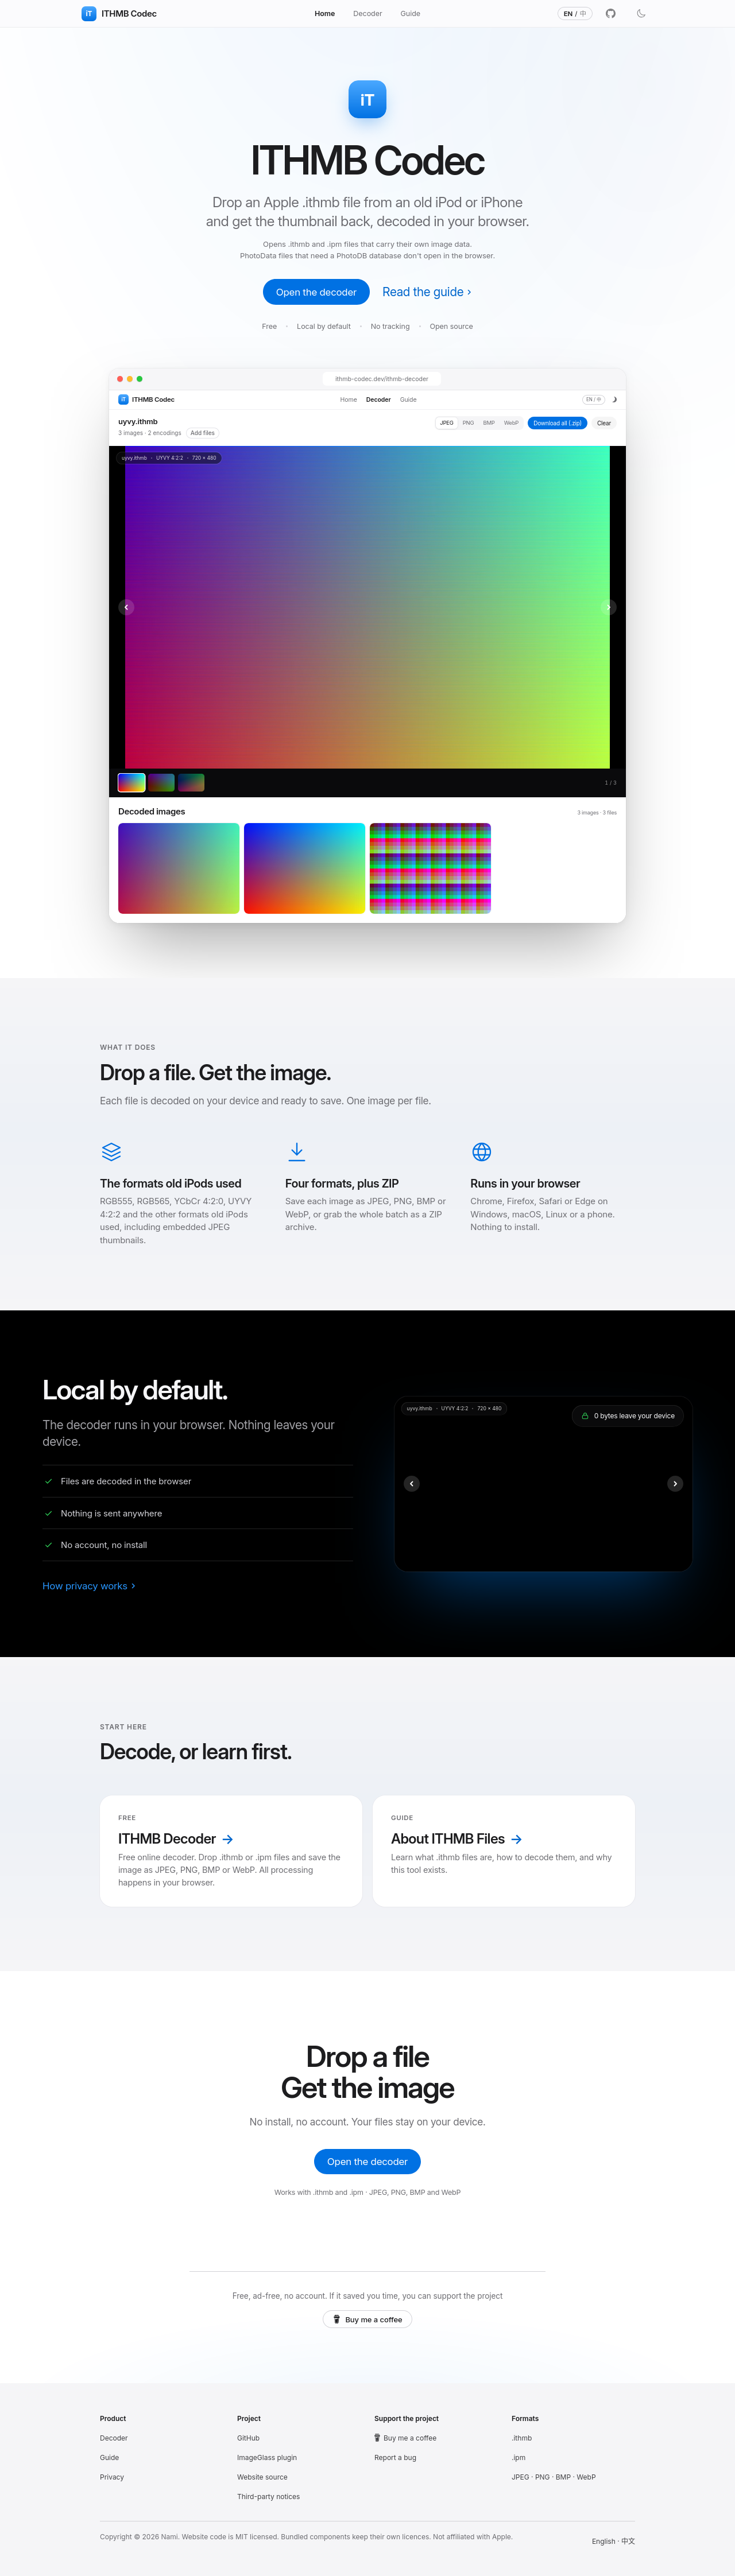 iT ITHMB Codec Home Decoder Guide EN / 中
iT
ITHMB Codec
Drop an Apple .ithmb file from an old iPod or iPhone
and get the thumbnail back, decoded in your browser.
Opens .ithmb and .ipm files that carry their own image data.
PhotoData files that need a PhotoDB database don't open in the browser.
Open the decoder Read the guide ›
Free · Local by default · No tracking · Open source
ithmb-codec.dev/ithmb-decoder
iT ITHMB Codec Home Decoder Guide EN / 中
uyvy.ithmb
3 images · 2 encodings Add files
JPEG PNG BMP WebP Download all (.zip) Clear
uyvy.ithmb · UYVY 4:2:2 · 720 × 480
1 / 3
Decoded images 3 images · 3 files
WHAT IT DOES
Drop a file. Get the image.
Each file is decoded on your device and ready to save. One image per file.
The formats old iPods used
RGB555, RGB565, YCbCr 4:2:0, UYVY
4:2:2 and the other formats old iPods
used, including embedded JPEG
thumbnails.
Four formats, plus ZIP
Save each image as JPEG, PNG, BMP or
WebP, or grab the whole batch as a ZIP
archive.
Runs in your browser
Chrome, Firefox, Safari or Edge on
Windows, macOS, Linux or a phone.
Nothing to install.
Local by default.
The decoder runs in your browser. Nothing leaves your
device.
Files are decoded in the browser
Nothing is sent anywhere
No account, no install
How privacy works ›
uyvy.ithmb · UYVY 4:2:2 · 720 × 480
0 bytes leave your device
START HERE
Decode, or learn first.
FREE
ITHMB Decoder →
Free online decoder. Drop .ithmb or .ipm files and save the
image as JPEG, PNG, BMP or WebP. All processing
happens in your browser.
GUIDE
About ITHMB Files →
Learn what .ithmb files are, how to decode them, and why
this tool exists.
Drop a file
Get the image
No install, no account. Your files stay on your device.
Open the decoder
Works with .ithmb and .ipm · JPEG, PNG, BMP and WebP
Free, ad-free, no account. If it saved you time, you can support the project
Buy me a coffee
Product
Decoder
Guide
Privacy
Project
GitHub
ImageGlass plugin
Website source
Third-party notices
Support the project
Buy me a coffee
Report a bug
Formats
.ithmb
.ipm
JPEG · PNG · BMP · WebP
Copyright © 2026 Nami. Website code is MIT licensed. Bundled components keep their own licences. Not affiliated with Apple.
English · 中文